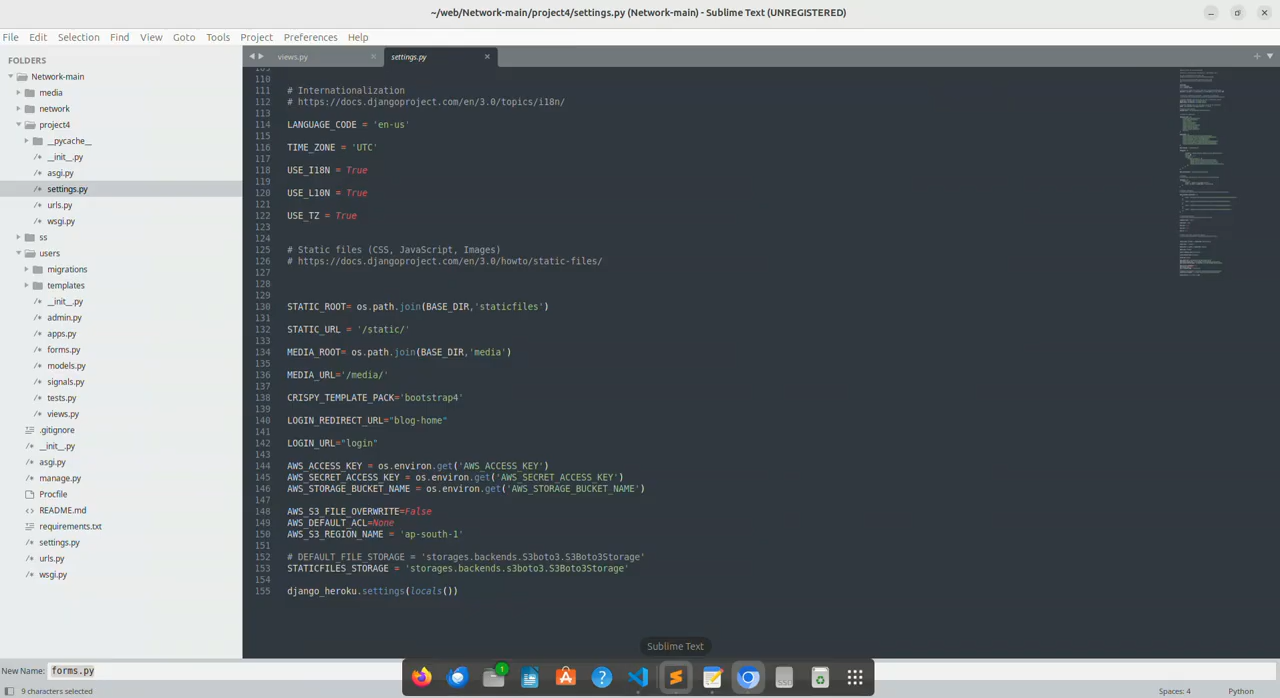 ~/web/Network-main/project4/settings.py (Network-main) - Sublime Text (UNREGISTERED)
File Edit Selection Find View Goto Tools Project Preferences Help
FOLDERS
Network-main
media
network
project4
__pycache__
__init__.py
asgi.py
settings.py
urls.py
wsgi.py
ss
users
migrations
templates
__init__.py
admin.py
apps.py
forms.py
models.py
signals.py
tests.py
views.py
.gitignore
__init__.py
asgi.py
manage.py
Procfile
README.md
requirements.txt
settings.py
urls.py
wsgi.py
views.py settings.py
109
110
111 # Internationalization
112 # https://docs.djangoproject.com/en/3.0/topics/i18n/
113
114 LANGUAGE_CODE = 'en-us'
115
116 TIME_ZONE = 'UTC'
117
118 USE_I18N = True
119
120 USE_L10N = True
121
122 USE_TZ = True
123
124
125 # Static files (CSS, JavaScript, Images)
126 # https://docs.djangoproject.com/en/3.0/howto/static-files/
127
128
129
130 STATIC_ROOT= os.path.join(BASE_DIR,'staticfiles')
131
132 STATIC_URL = '/static/'
133
134 MEDIA_ROOT= os.path.join(BASE_DIR,'media')
135
136 MEDIA_URL='/media/'
137
138 CRISPY_TEMPLATE_PACK='bootstrap4'
139
140 LOGIN_REDIRECT_URL="blog-home"
141
142 LOGIN_URL="login"
143
144 AWS_ACCESS_KEY = os.environ.get('AWS_ACCESS_KEY')
145 AWS_SECRET_ACCESS_KEY = os.environ.get('AWS_SECRET_ACCESS_KEY')
146 AWS_STORAGE_BUCKET_NAME = os.environ.get('AWS_STORAGE_BUCKET_NAME')
147
148 AWS_S3_FILE_OVERWRITE=False
149 AWS_DEFAULT_ACL=None
150 AWS_S3_REGION_NAME = 'ap-south-1'
151
152 # DEFAULT_FILE_STORAGE = 'storages.backends.S3boto3.S3Boto3Storage'
153 STATICFILES_STORAGE = 'storages.backends.s3boto3.S3Boto3Storage'
154
155 django_heroku.settings(locals())
Sublime Text
New Name: forms.py
1
SSD
9 characters selected Spaces: 4 Python